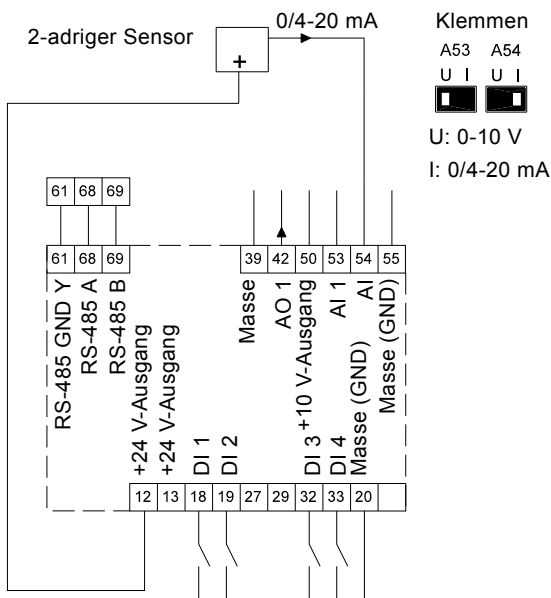 2-adriger Sensor
+
0/4-20 mA
Klemmen
A53 A54
U I U I
U: 0-10 V
I: 0/4-20 mA
61 68 69
61 68 69
39 42 50 53 54 55
RS-485 GND Y
RS-485 A
RS-485 B
+24 V-Ausgang
+24 V-Ausgang
DI 1
DI 2
Masse
AO 1
DI 3 +10 V-Ausgang
DI 4 AI 1
Masse (GND) AI
Masse (GND)
12 13 18 19 27 29 32 33 20